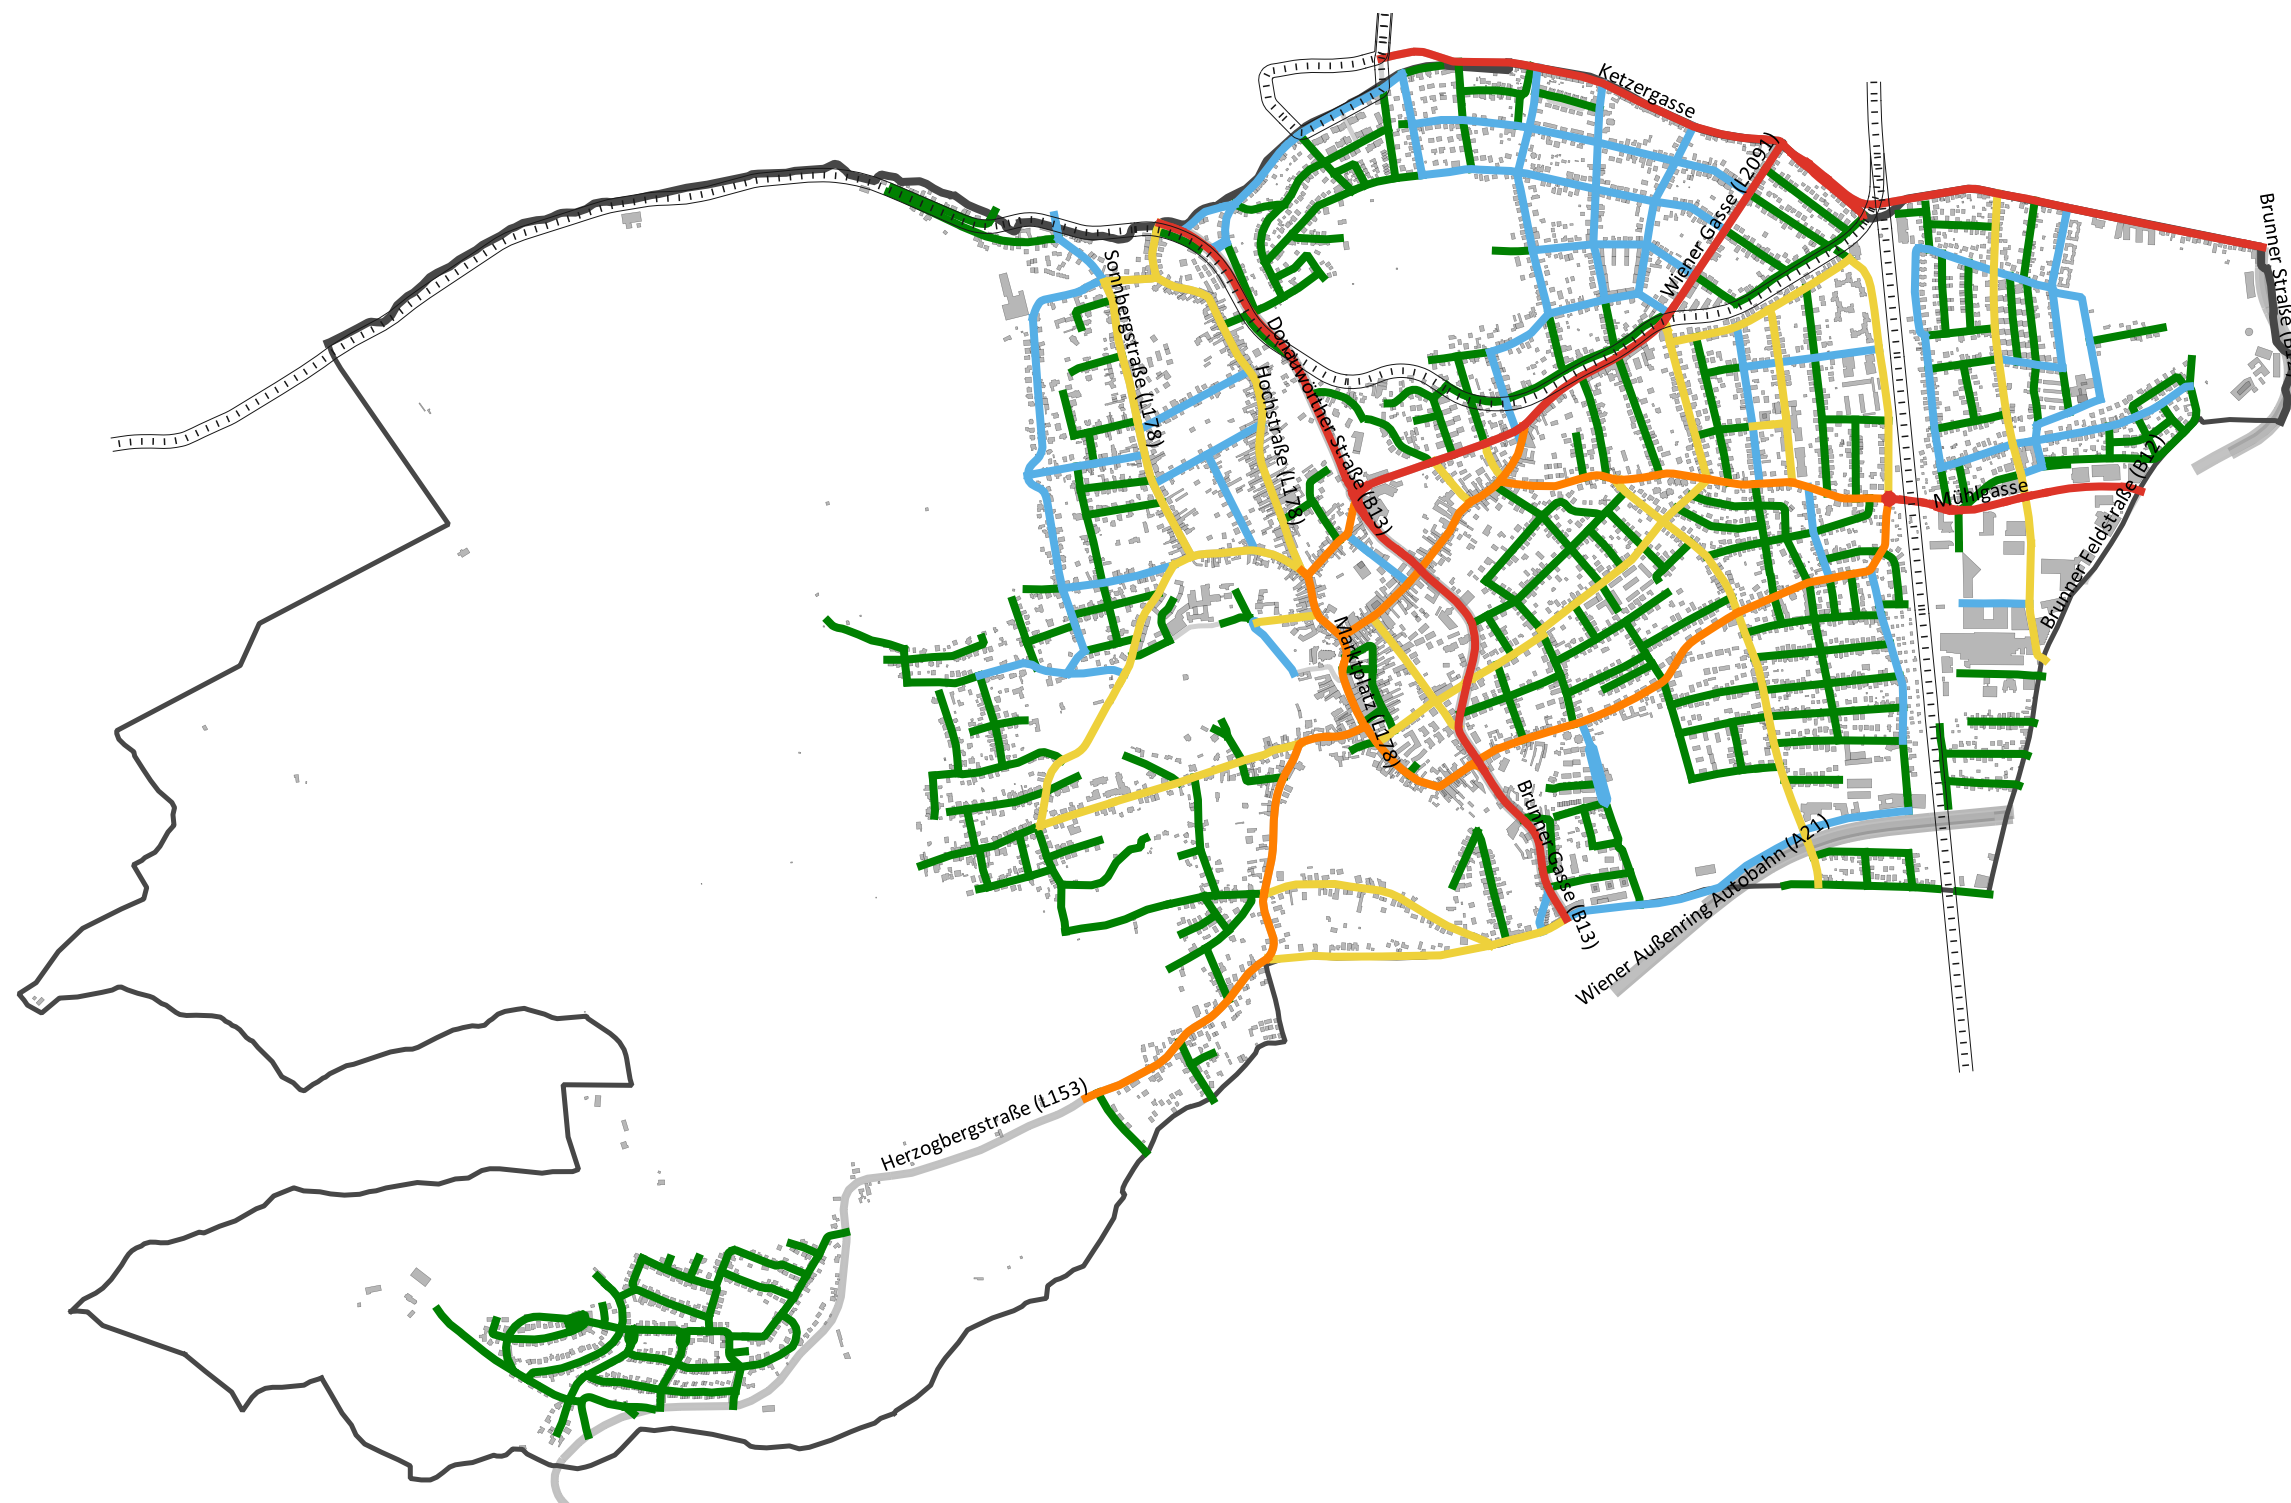 Ketzergasse
Wiener Gasse (L2091)
Brunner Straße (B12)
Sonnbergstraße (L178)
Donauwörther Straße (B13)
Hochstraße (L178)
Mühlgasse
Brunner Feldstraße (B12)
Marktplatz (L178)
Brunner Gasse (B13)
Wiener Außenring Autobahn (A21)
Herzogbergstraße (L153)